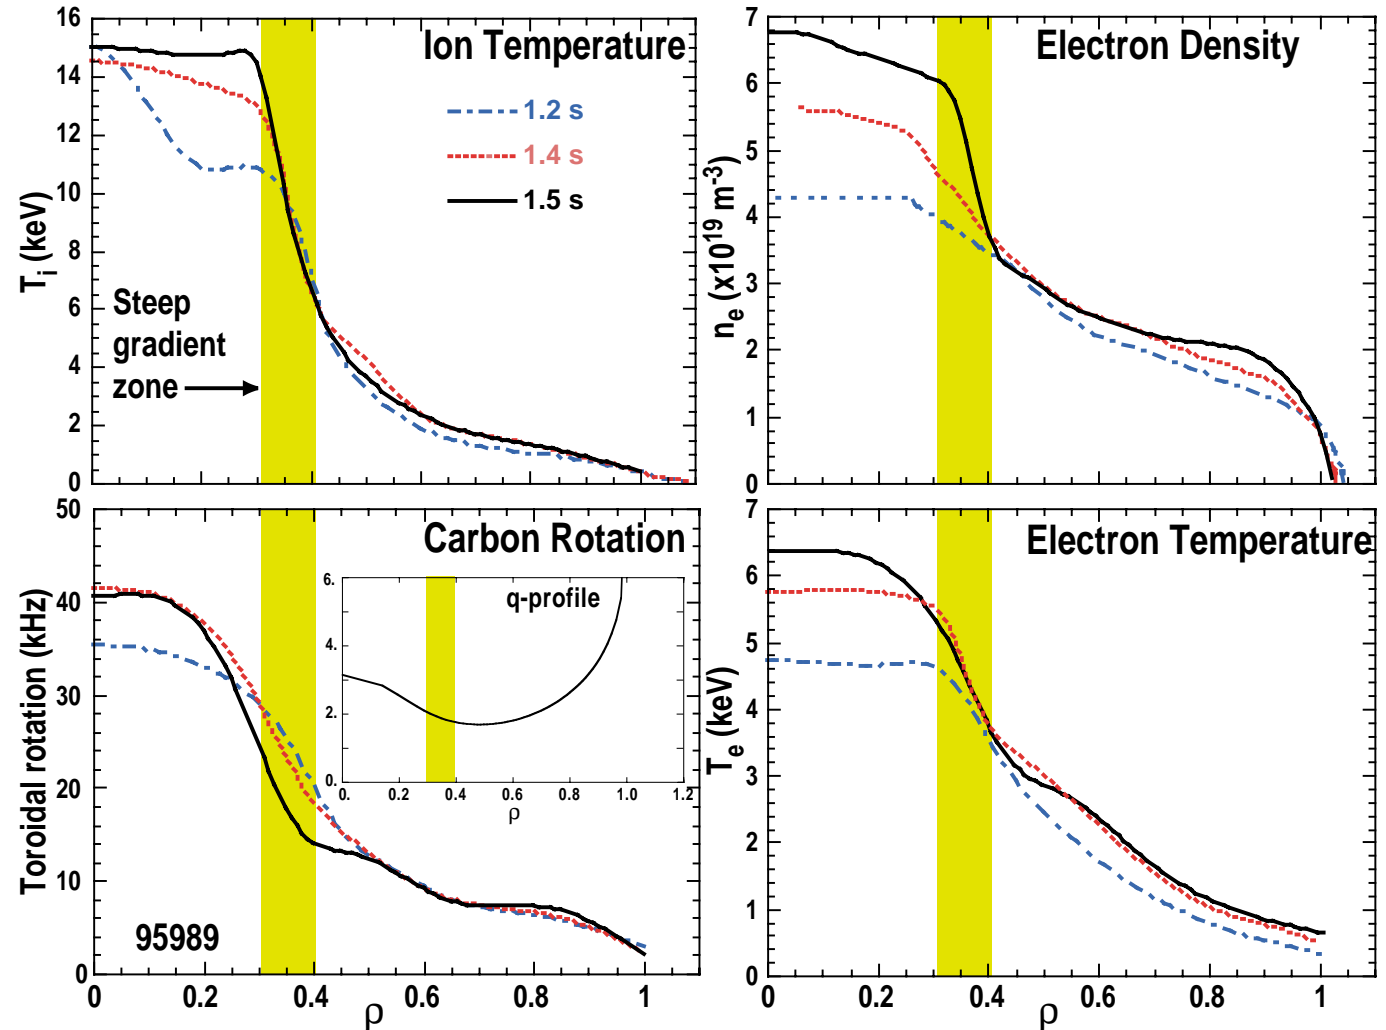 Ion Temperature
1.2 s
1.4 s
1.5 s
Steep
gradient
zone
T_i (keV)
16
14
12
10
8
6
4
2
0
Electron Density
n_e (x10^19 m^-3)
7
6
5
4
3
2
1
0
Carbon Rotation
Toroidal rotation (kHz)
50
40
30
20
10
0
95989
0 0.2 0.4 0.6 0.8 1
ρ
q-profile
6.
4.
2.
0.
0. 0.2 0.4 0.6 0.8 1.0 1.2
ρ
Electron Temperature
T_e (keV)
7
6
5
4
3
2
1
0
0 0.2 0.4 0.6 0.8 1
ρ